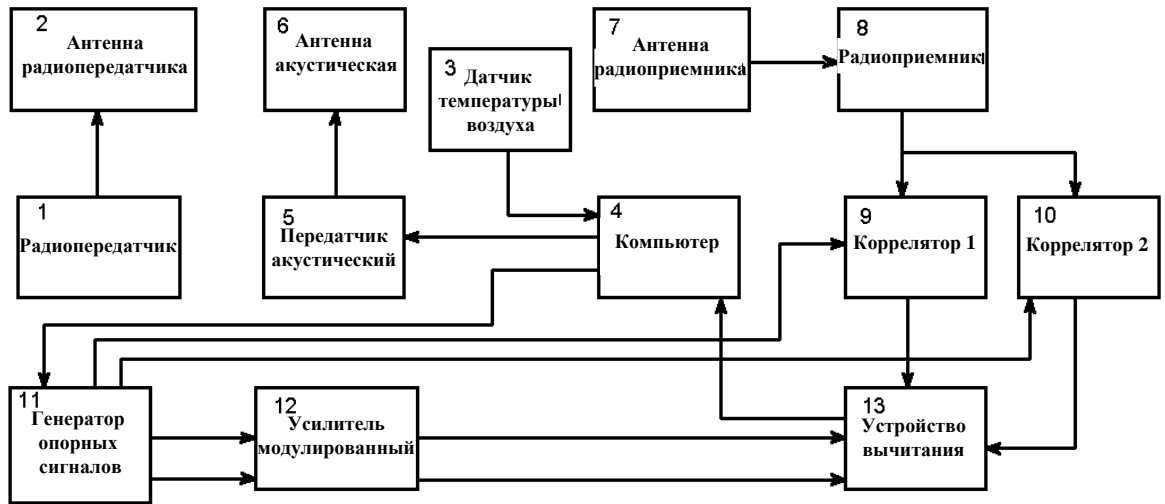 2
Антенна
радиопередатчика
6
Антенна
акустическая
3
Датчик
температуры
воздуха
7
Антенна
радиоприемника
8
Радиоприемник
1
Радиопередатчик
5
Передатчик
акустический
4
Компьютер
9
Коррелятор 1
10
Коррелятор 2
11
Генератор
опорных
сигналов
12
Усилитель
модулированный
13
Устройство
вычитания